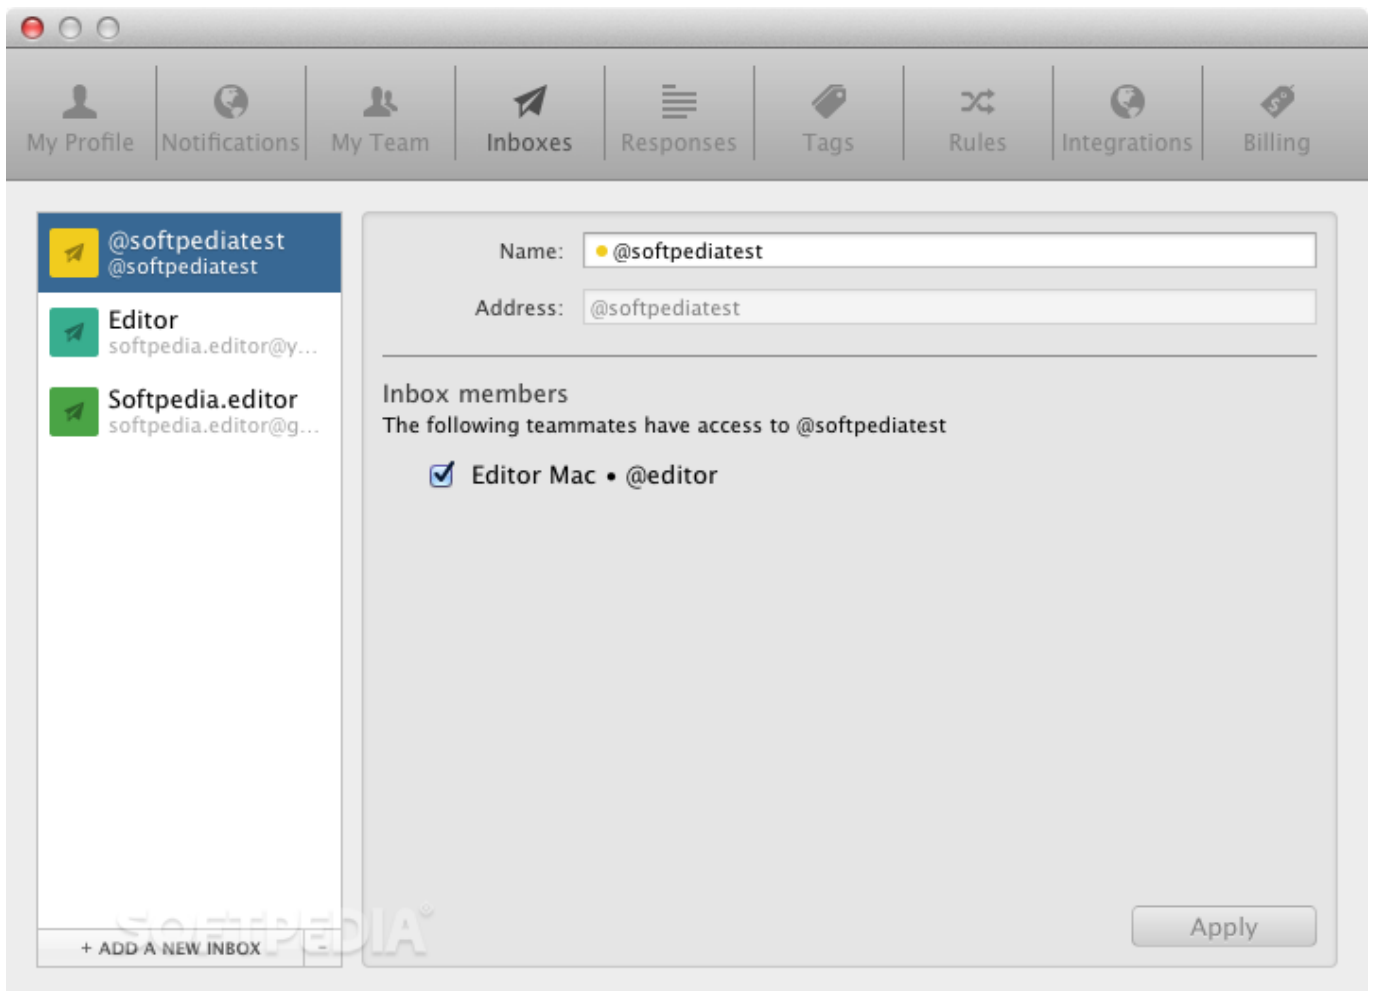 My Profile
Notifications
My Team
Inboxes
Responses
Tags
Rules
Integrations
Billing
@softpediatest
@softpediatest
Editor
softpedia.editor@y...
Softpedia.editor
softpedia.editor@g...
+ ADD A NEW INBOX
-
Name: @softpediatest
Address: @softpediatest
Inbox members
The following teammates have access to @softpediatest
Editor Mac • @editor
Apply
SOFTPEDIA®